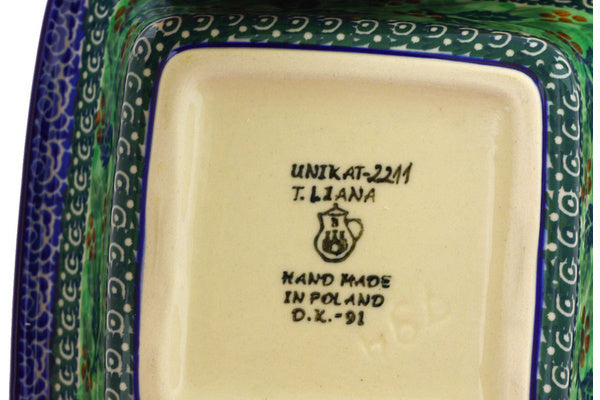 UNIKAT-2211
T. LIANA
HAND MADE
IN POLAND
D.K.-91